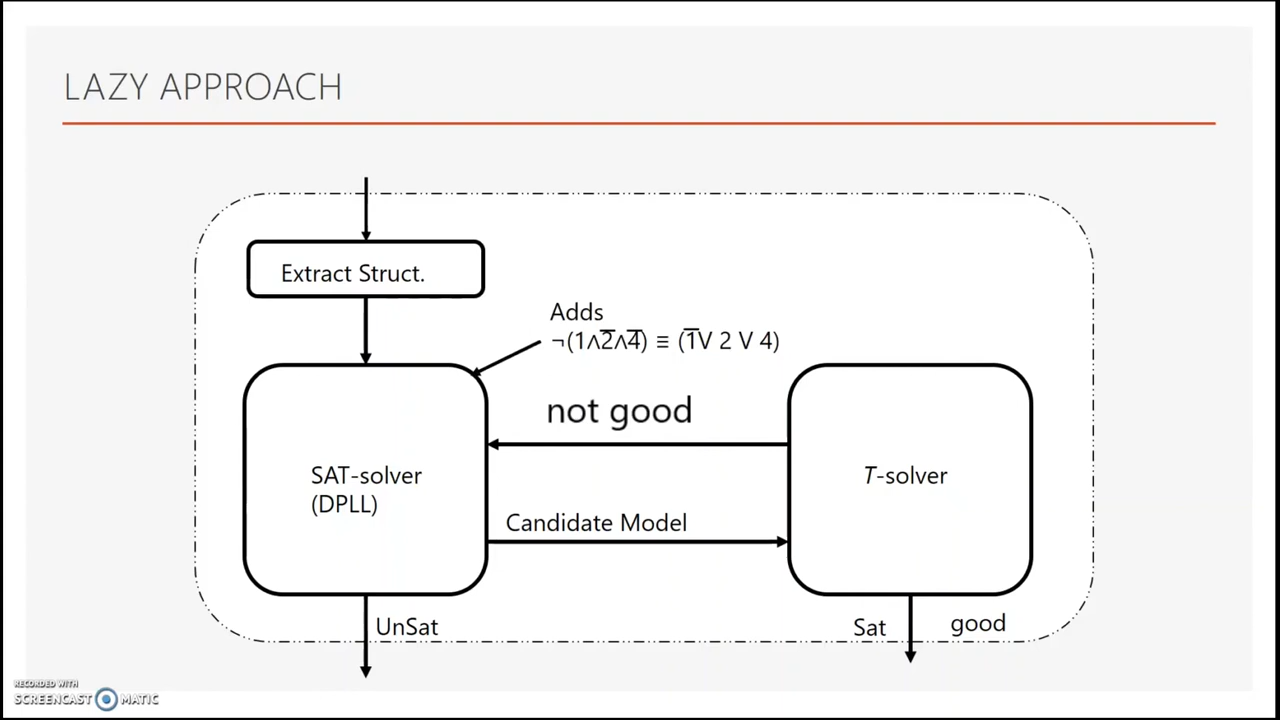 LAZY APPROACH
Extract Struct.
Adds
¬(1∧2̅∧4̅) ≡ (1̅V 2 V 4)
not good
SAT-solver
(DPLL)
T-solver
Candidate Model
UnSat
Sat
good
RECORDED WITH
SCREENCAST MATIC